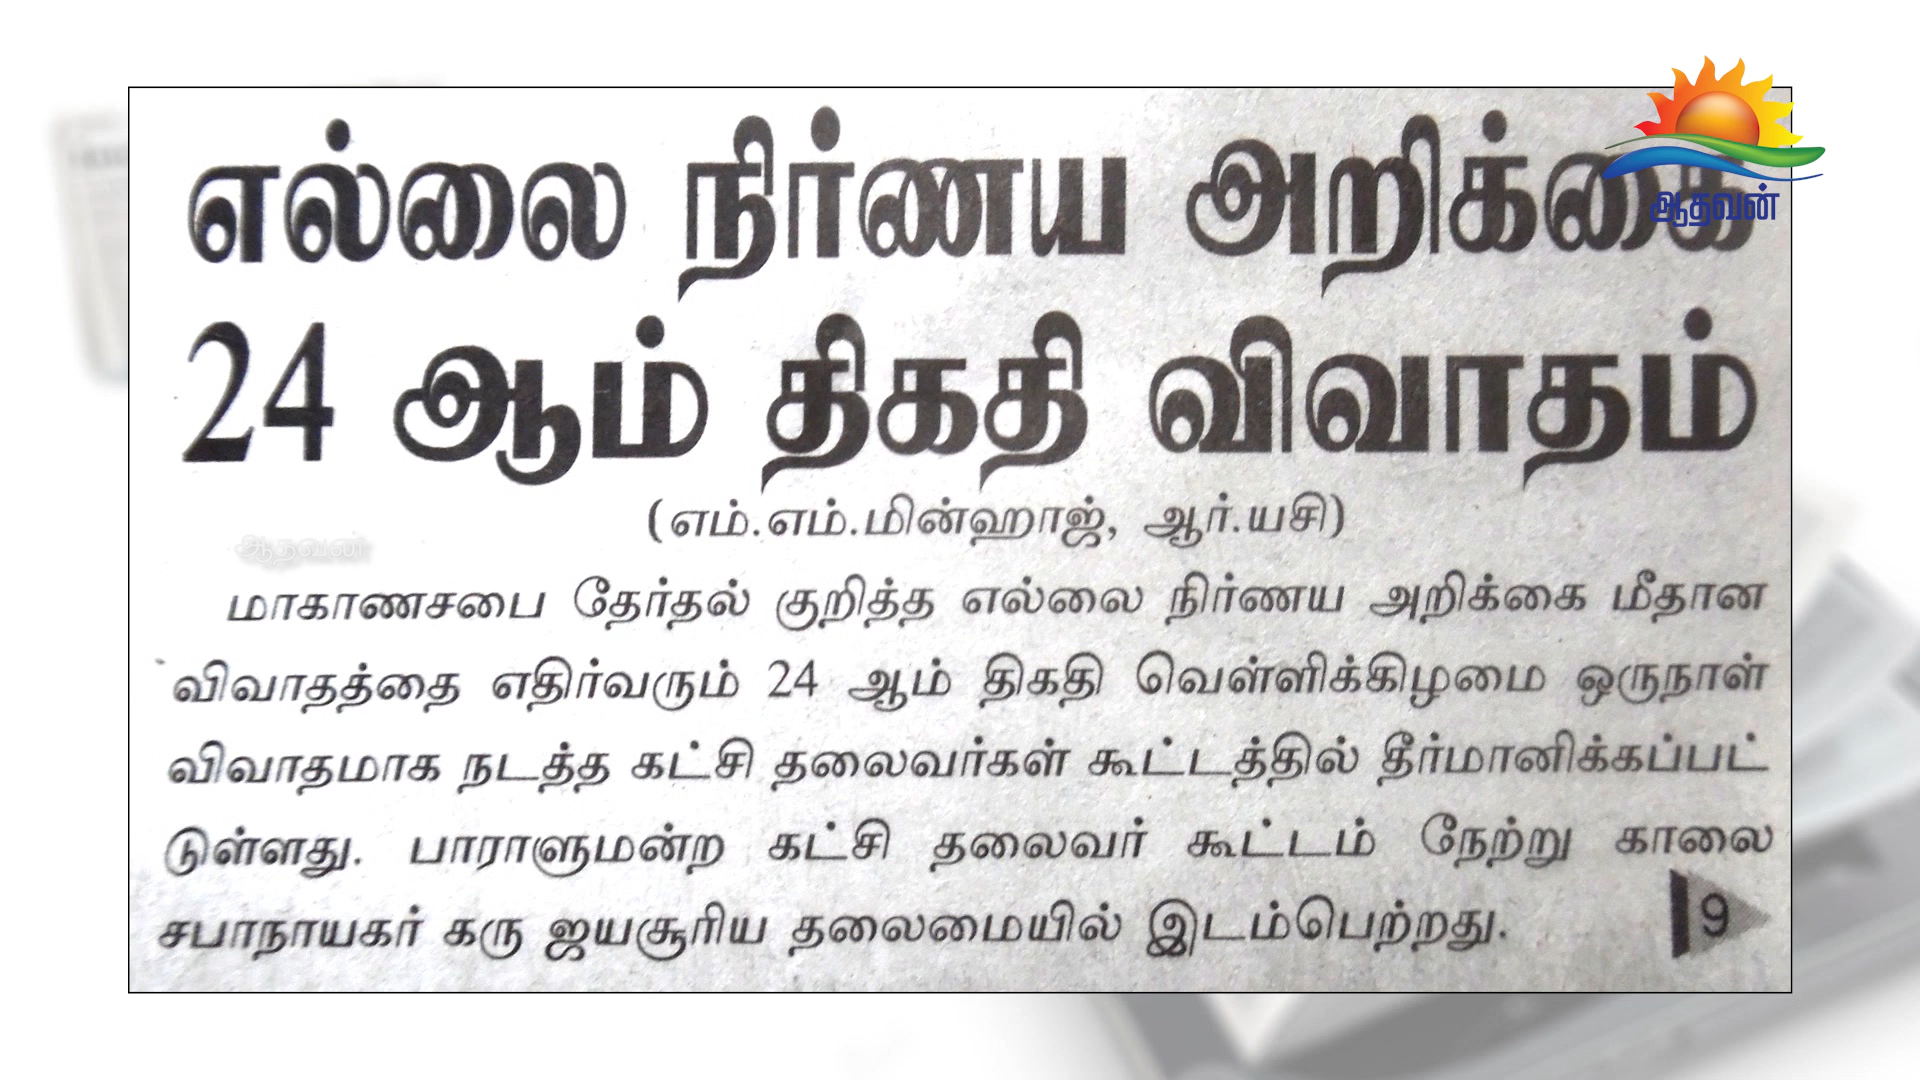 ஆதவன்
எல்லை நிர்ணய அறிக்கை
24 ஆம் திகதி விவாதம்
(எம்.எம்.மின்ஹாஜ், ஆர்.யசி)
ஆதவன்
மாகாணசபை தேர்தல் குறித்த எல்லை நிர்ணய அறிக்கை மீதான
விவாதத்தை எதிர்வரும் 24 ஆம் திகதி வெள்ளிக்கிழமை ஒருநாள்
விவாதமாக நடத்த கட்சி தலைவர்கள் கூட்டத்தில் தீர்மானிக்கப்பட்
டுள்ளது. பாராளுமன்ற கட்சி தலைவர் கூட்டம் நேற்று காலை
சபாநாயகர் கரு ஜயசூரிய தலைமையில் இடம்பெற்றது.
9